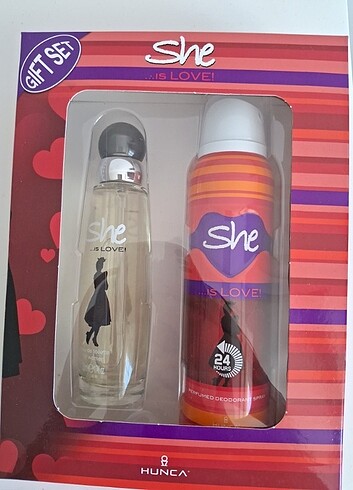 GIFT SET
She
...is LOVE!
She
...is LOVE!
She
...is LOVE!
24
HOURS
PERFUMED DEODORANT SPRAY
HUNCA